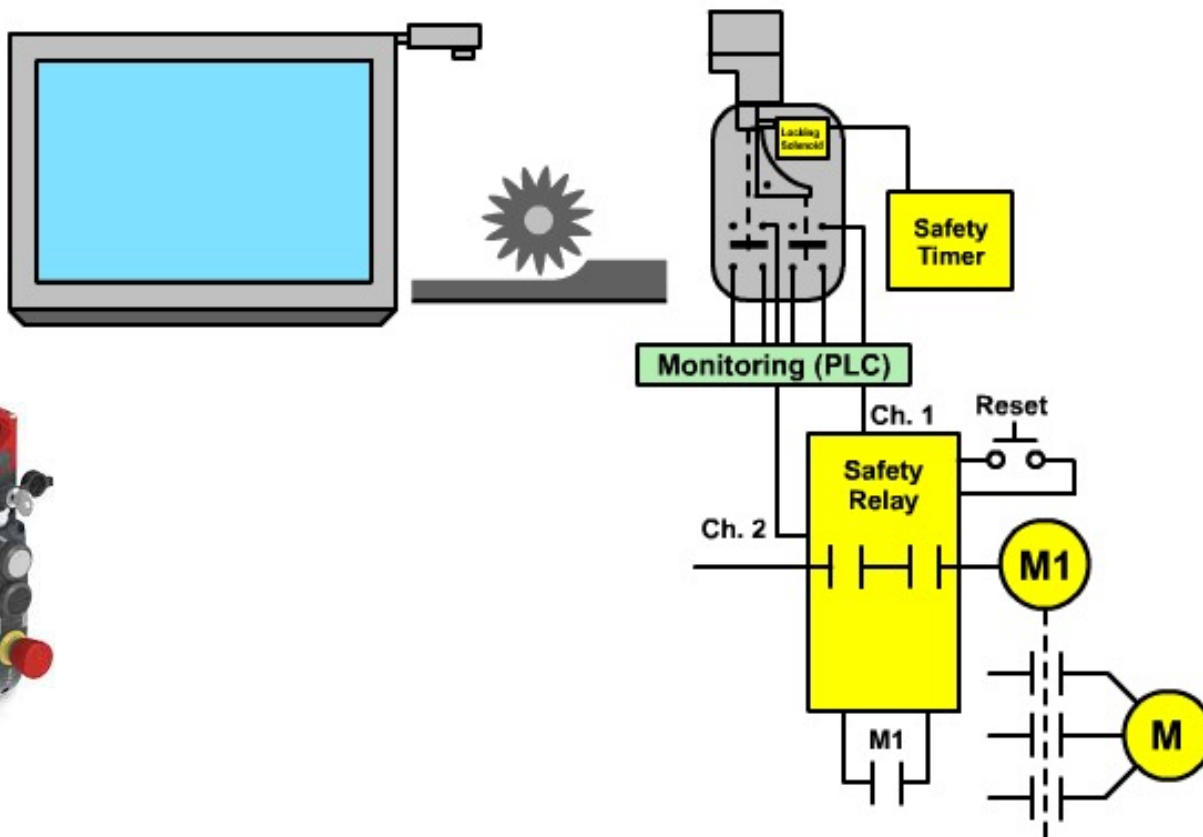 Locking
Solenoid
Safety
Timer
Monitoring (PLC)
Ch. 1
Reset
Safety
Relay
Ch. 2
M1
M1
M